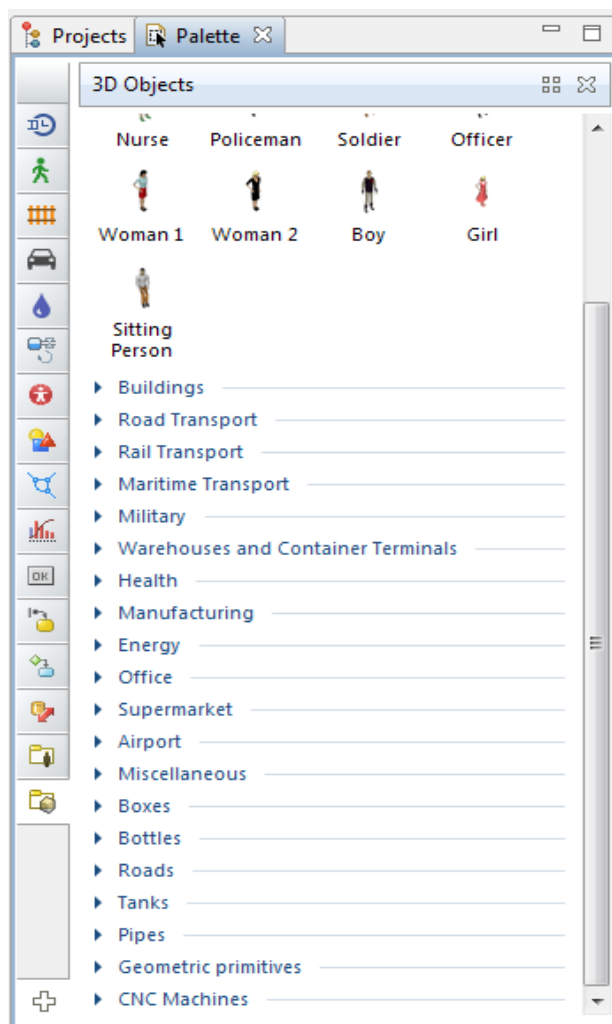 Projects Palette
3D Objects
Nurse Policeman Soldier Officer
Woman 1 Woman 2 Boy Girl
Sitting
Person
Buildings
Road Transport
Rail Transport
Maritime Transport
Military
Warehouses and Container Terminals
Health
OK
Manufacturing
Energy
Office
Supermarket
Airport
Miscellaneous
Boxes
Bottles
Roads
Tanks
Pipes
Geometric primitives
CNC Machines